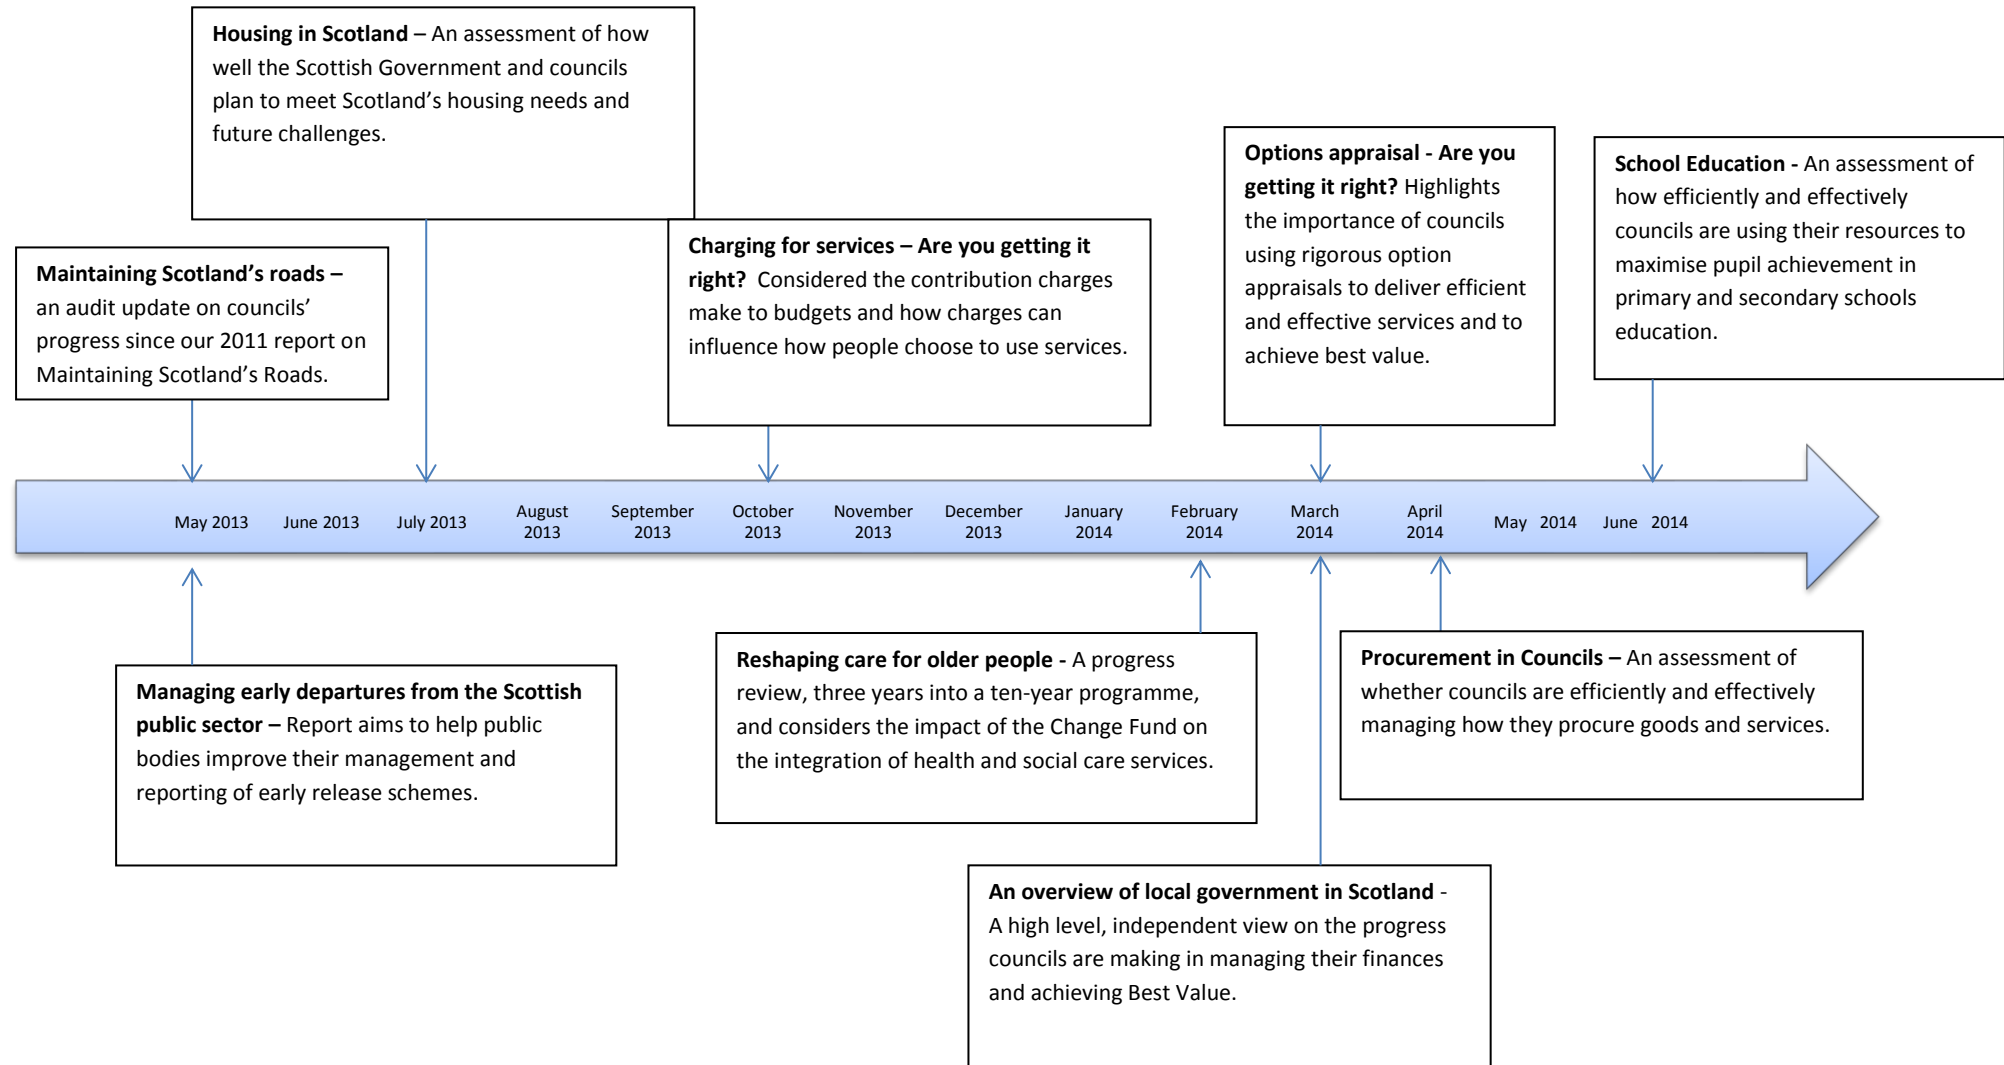 Housing in Scotland – An assessment of how
well the Scottish Government and councils
plan to meet Scotland’s housing needs and
future challenges.
Maintaining Scotland’s roads –
an audit update on councils’
progress since our 2011 report on
Maintaining Scotland’s Roads.
Charging for services – Are you getting it
right?  Considered the contribution charges
make to budgets and how charges can
influence how people choose to use services.
Options appraisal - Are you
getting it right? Highlights
the importance of councils
using rigorous option
appraisals to deliver efficient
and effective services and to
achieve best value.
School Education - An assessment of
how efficiently and effectively
councils are using their resources to
maximise pupil achievement in
primary and secondary schools
education.
May 2013
June 2013
July 2013
August
2013
September
2013
October
2013
November
2013
December
2013
January
2014
February
2014
March
2014
April
2014
May   2014
June   2014
Managing early departures from the Scottish
public sector – Report aims to help public
bodies improve their management and
reporting of early release schemes.
Reshaping care for older people - A progress
review, three years into a ten-year programme,
and considers the impact of the Change Fund on
the integration of health and social care services.
Procurement in Councils – An assessment of
whether councils are efficiently and effectively
managing how they procure goods and services.
An overview of local government in Scotland -
A high level, independent view on the progress
councils are making in managing their finances
and achieving Best Value.